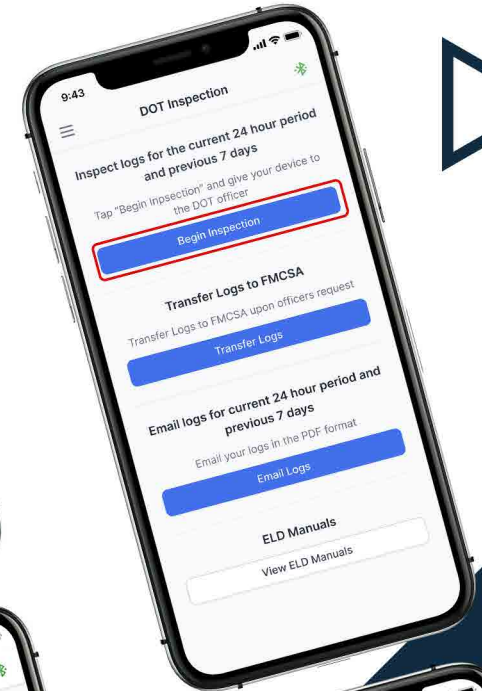 9:43
DOT Inspection
Inspect logs for the current 24 hour period
and previous 7 days
Tap "Begin Inpsection" and give your device to
the DOT officer
Begin Inspection
Transfer Logs to FMCSA
Transfer Logs to FMCSA upon officers request
Transfer Logs
Email logs for current 24 hour period and
previous 7 days
Email your logs in the PDF format
Email Logs
ELD Manuals
View ELD Manuals